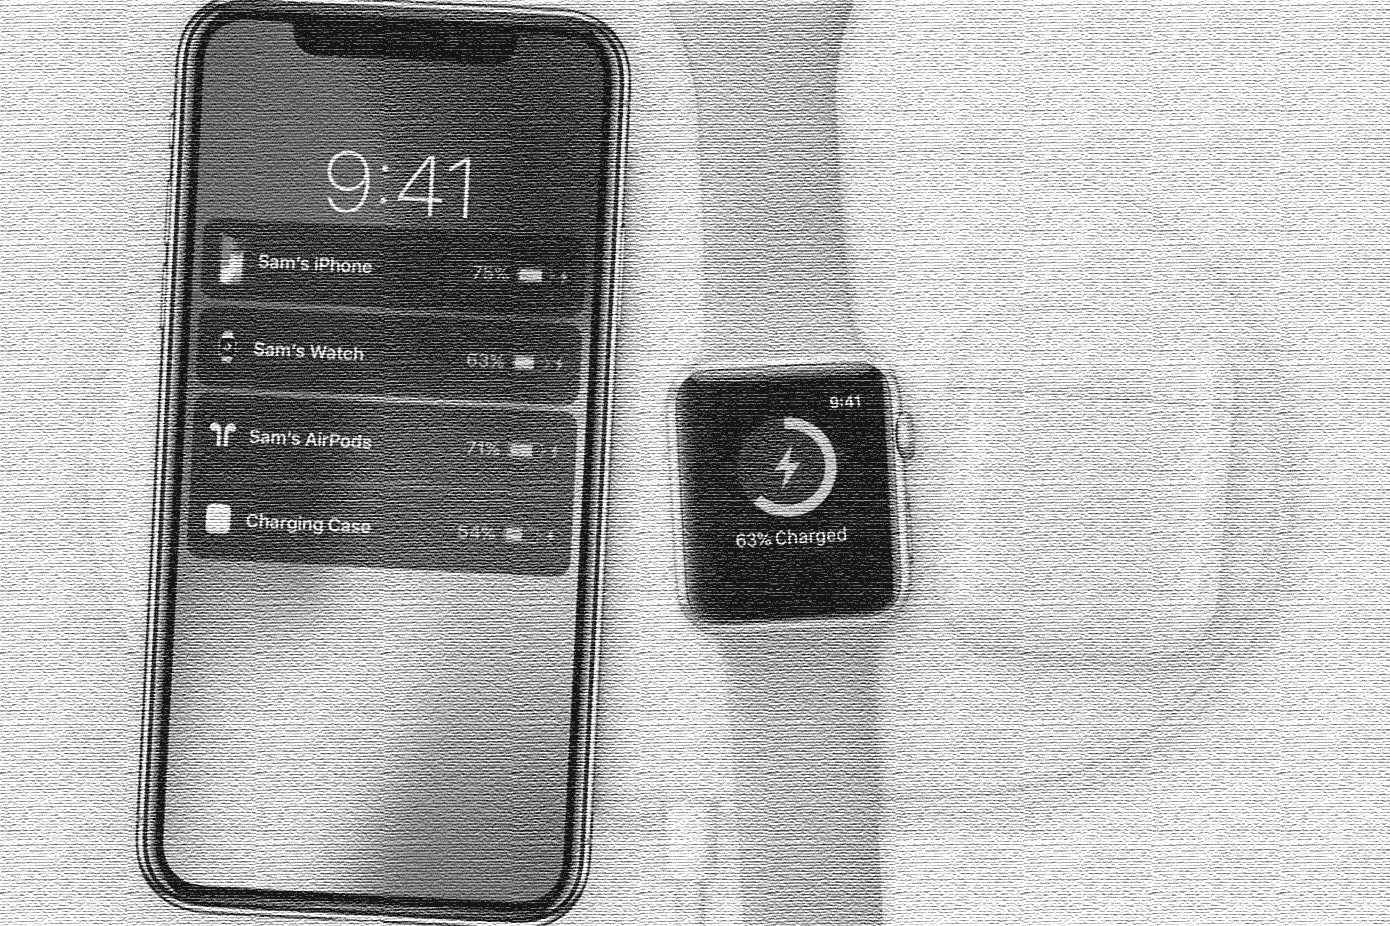 9:41
Sam's iPhone 75%
Sam's Watch 63%
Sam's AirPods 71%
Charging Case 54%
9:41
63% Charged